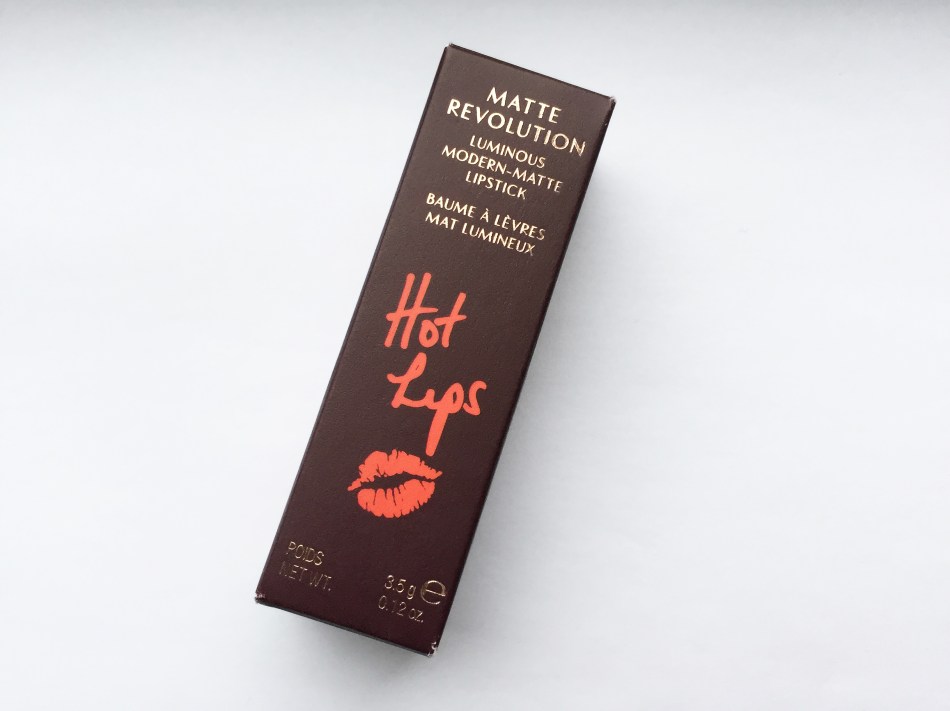 MATTE
REVOLUTION
LUMINOUS
MODERN-MATTE
LIPSTICK
BAUME À LÈVRES
MAT LUMINEUX
Hot
Lips
POIDS
NET WT.
3.5 g e
0.12 oz.